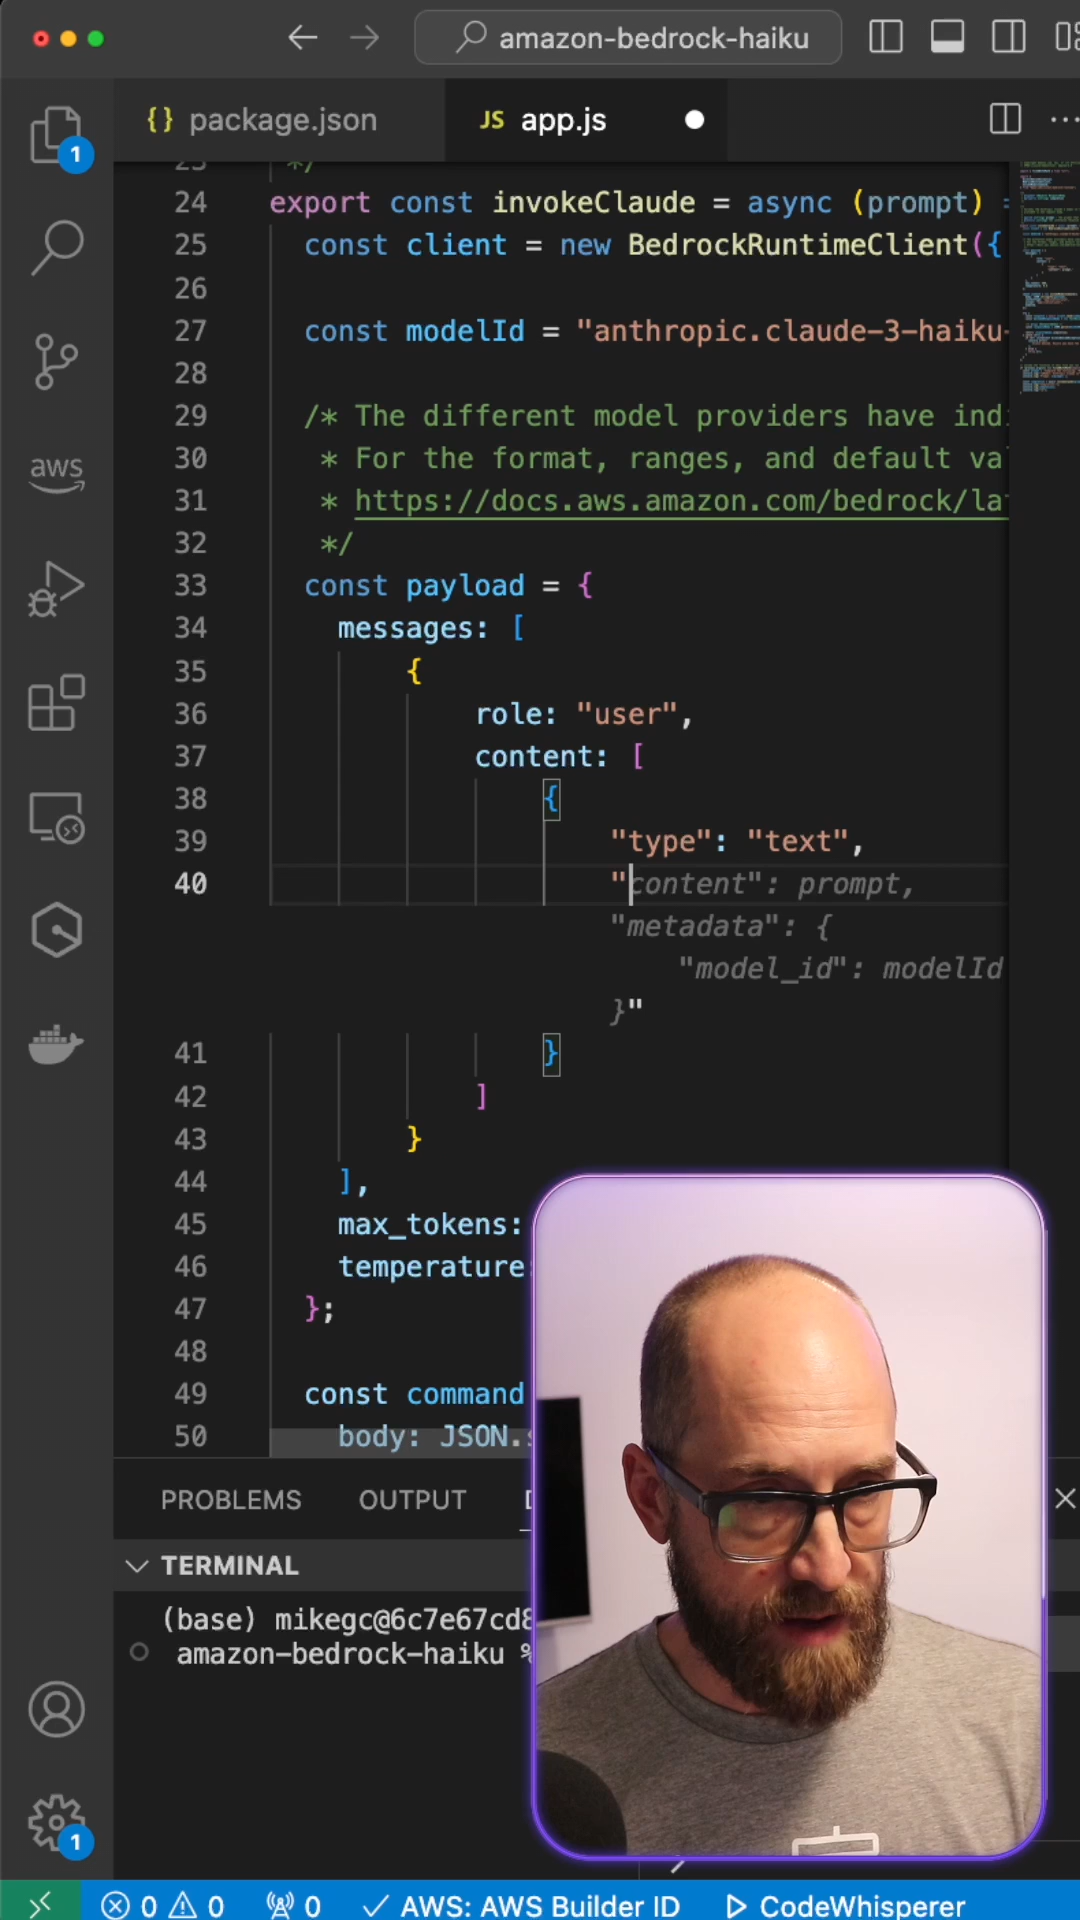 amazon-bedrock-haiku
1
{} package.json
JS app.js
23 */
24 export const invokeClaude = async (prompt) =
25 const client = new BedrockRuntimeClient({
26
27 const modelId = "anthropic.claude-3-haiku-
28
29 /* The different model providers have ind
30 * For the format, ranges, and default va
31 * https://docs.aws.amazon.com/bedrock/la
32 */
33 const payload = {
34 messages: [
35 {
36 role: "user",
37 content: [
38 {
39 "type": "text",
40 "content": prompt,
"metadata": {
"model_id": modelId
}"
41 }
42 ]
43 }
44 ],
45 max_tokens:
46 temperature:
47 };
48
49 const command
50 body: JSON.s
aws
PROBLEMS OUTPUT
TERMINAL
(base) mikegc@6c7e67cd8
amazon-bedrock-haiku %
1
0 0 0 AWS: AWS Builder ID CodeWhisperer